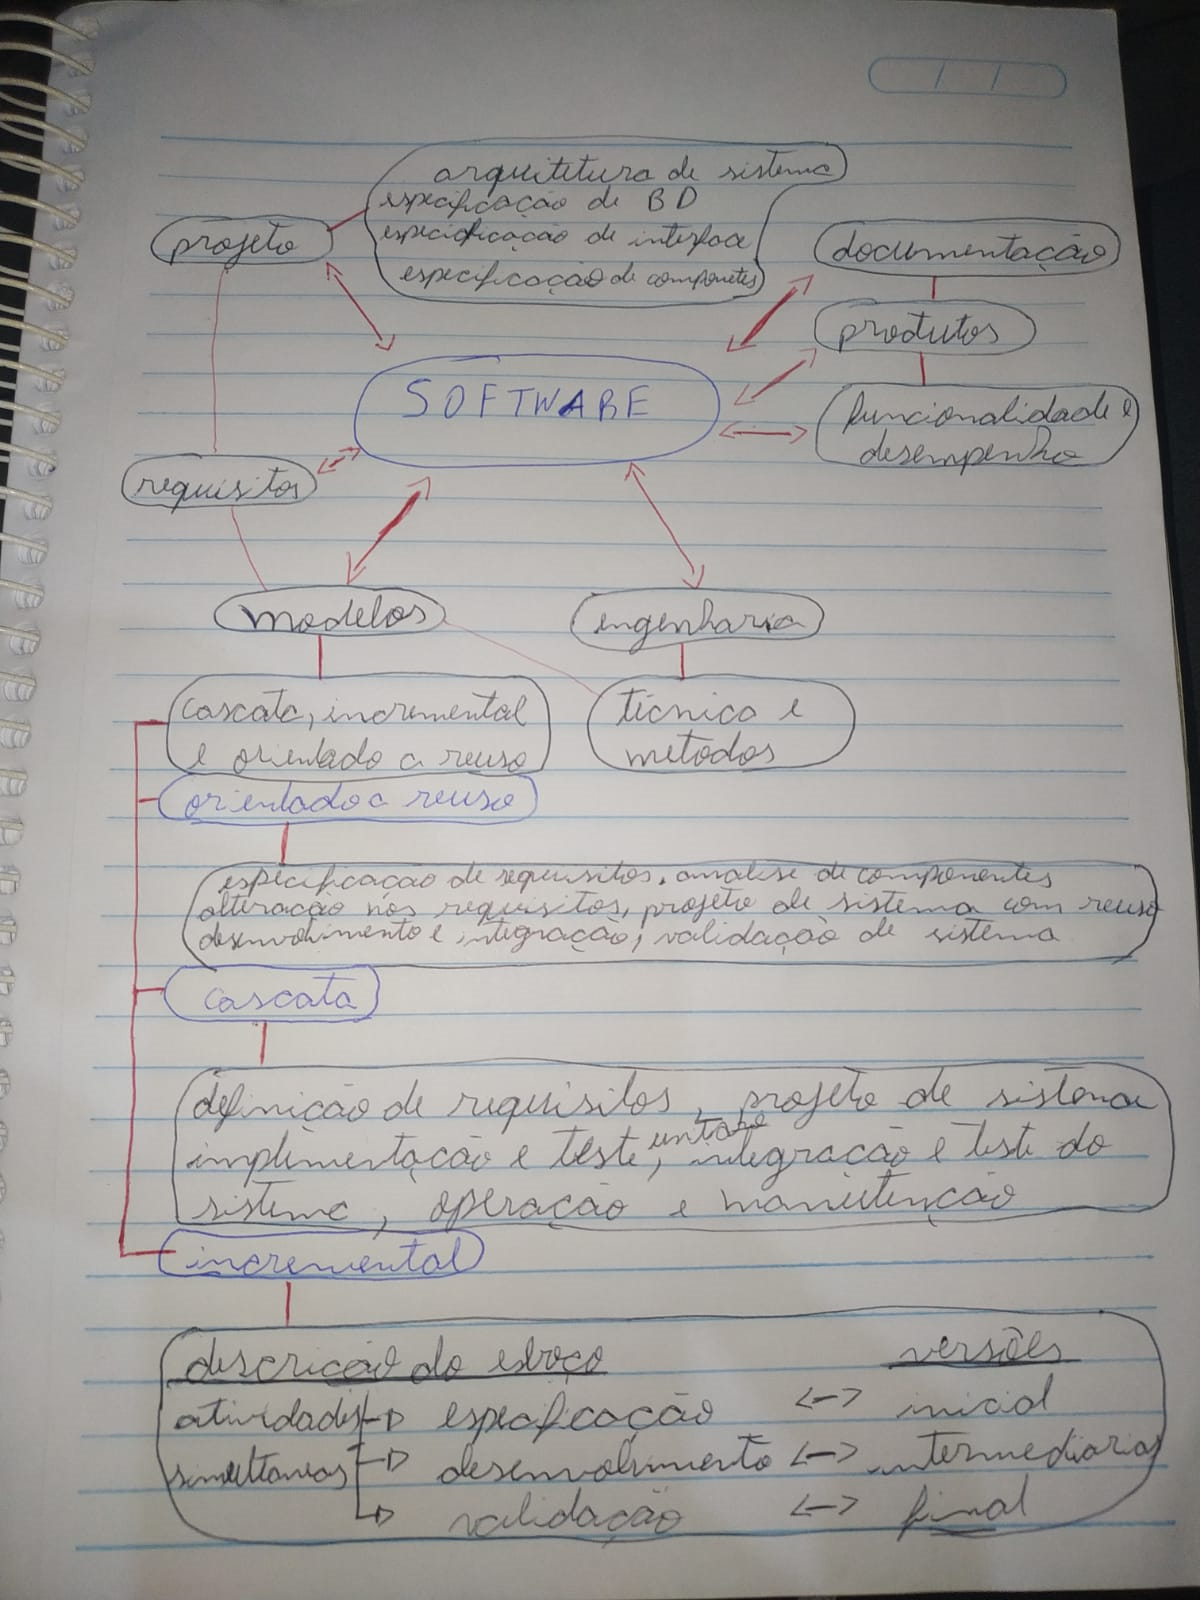 arquitetura de sistema
especificação de BD
especificação de interface
especificação de componetes
projeto
documentação
produtos
SOFTWARE
funcionalidade e
desempenho
requisitos
modelos
engenharia
cascata, incremental
e orientado a reuso
técnica e
metodos
orientado a reuso
especificação de requisitos, analise de componentes
alteração nos requisitos, projeto de sistema com reuso
desenvolvimento e integração, validação de sistema
cascata
definição de requisitos, projeto de sistema
implementação e teste, integração e teste do
sistema, operação e manutenção
incremental
descrição do esboço versões
atividades especificação <-> inicial
simultaneas desenvolvimento <-> intermediarias
validação <-> final